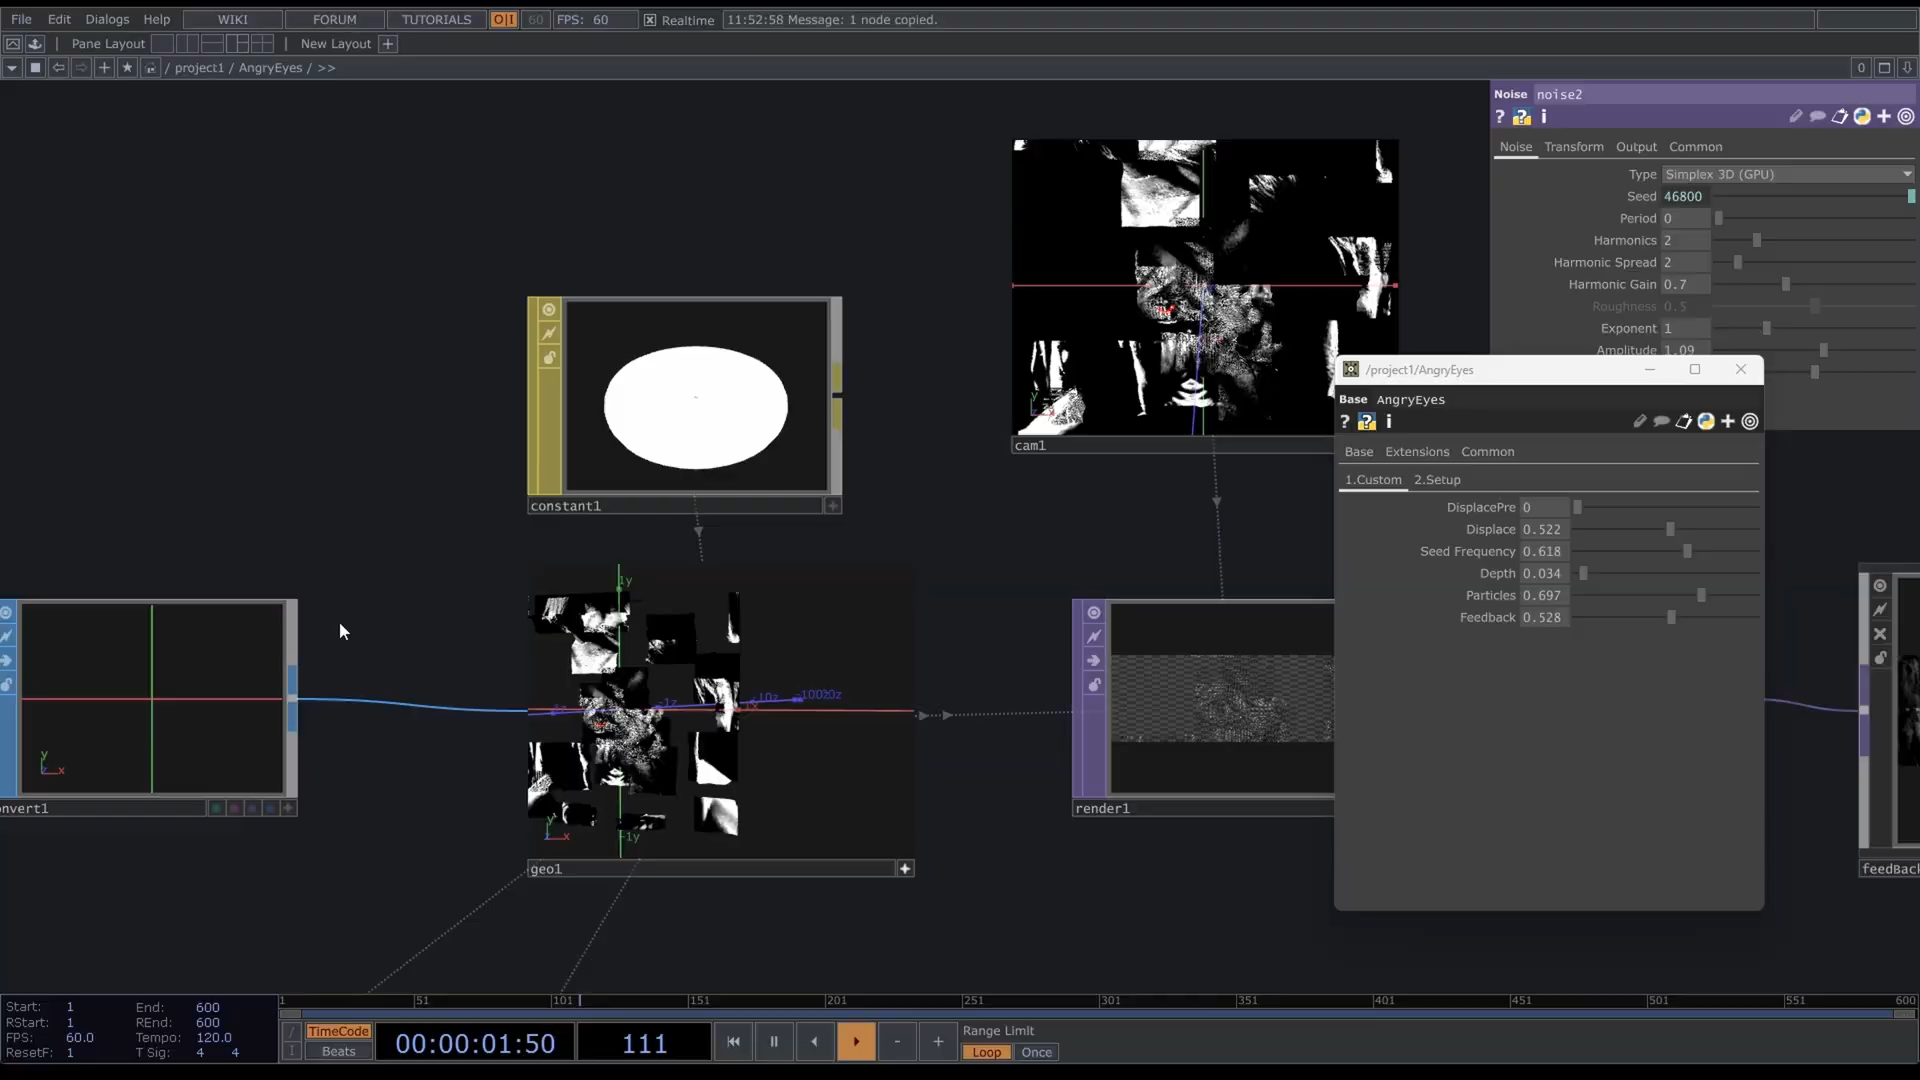 File Edit Dialogs Help WIKI FORUM TUTORIALS O|I 60 FPS: 60 Realtime 11:52:58 Message: 1 node copied.
Pane Layout New Layout +
/ project1 / AngryEyes / >> 0
Noise noise2
? ? i
Noise Transform Output Common
Type Simplex 3D (GPU)
Seed 46800
Period 0
Harmonics 2
Harmonic Spread 2
Harmonic Gain 0.7
Roughness 0.5
Exponent 1
Amplitude 1.09
cam1
constant1
/project1/AngryEyes
Base AngryEyes
? ? i
Base Extensions Common
1.Custom 2.Setup
DisplacePre 0
Displace 0.522
Seed Frequency 0.618
Depth 0.034
Particles 0.697
Feedback 0.528
1y
-1y
y
x
y
x
nvert1
geo1
render1
feedBack
Start: 1 End: 600
RStart: 1 REnd: 600
FPS: 60.0 Tempo: 120.0
ResetF: 1 T Sig: 4 4
1 51 101 151 201 251 301 351 401 451 501 551 600
TimeCode
Beats
00:00:01:50 111
- +
Range Limit
Loop Once